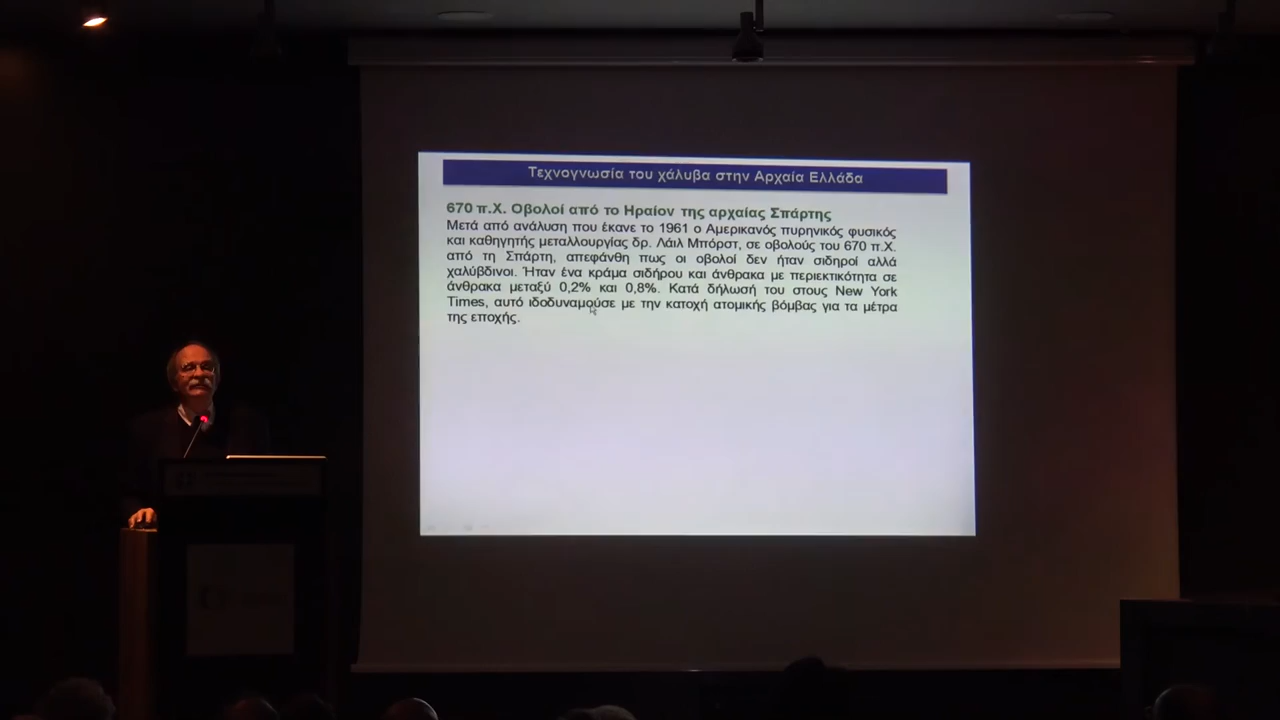 Τεχνογνωσία του χάλυβα στην Αρχαία Ελλάδα
670 π.Χ. Οβολοί από το Ηραίον της αρχαίας Σπάρτης
Μετά από ανάλυση που έκανε το 1961 ο Αμερικανός πυρηνικός φυσικός
και καθηγητής μεταλλουργίας δρ. Λάιλ Μπόρστ, σε οβολούς του 670 π.Χ.
από τη Σπάρτη, απεφάνθη πως οι οβολοί δεν ήταν σιδηροί αλλά
χαλύβδινοι. Ήταν ένα κράμα σιδήρου και άνθρακα με περιεκτικότητα σε
άνθρακα μεταξύ 0,2% και 0,8%. Κατά δήλωσή του στους New York
Times, αυτό ιδοδυναμούσε με την κατοχή ατομικής βόμβας για τα μέτρα
της εποχής.